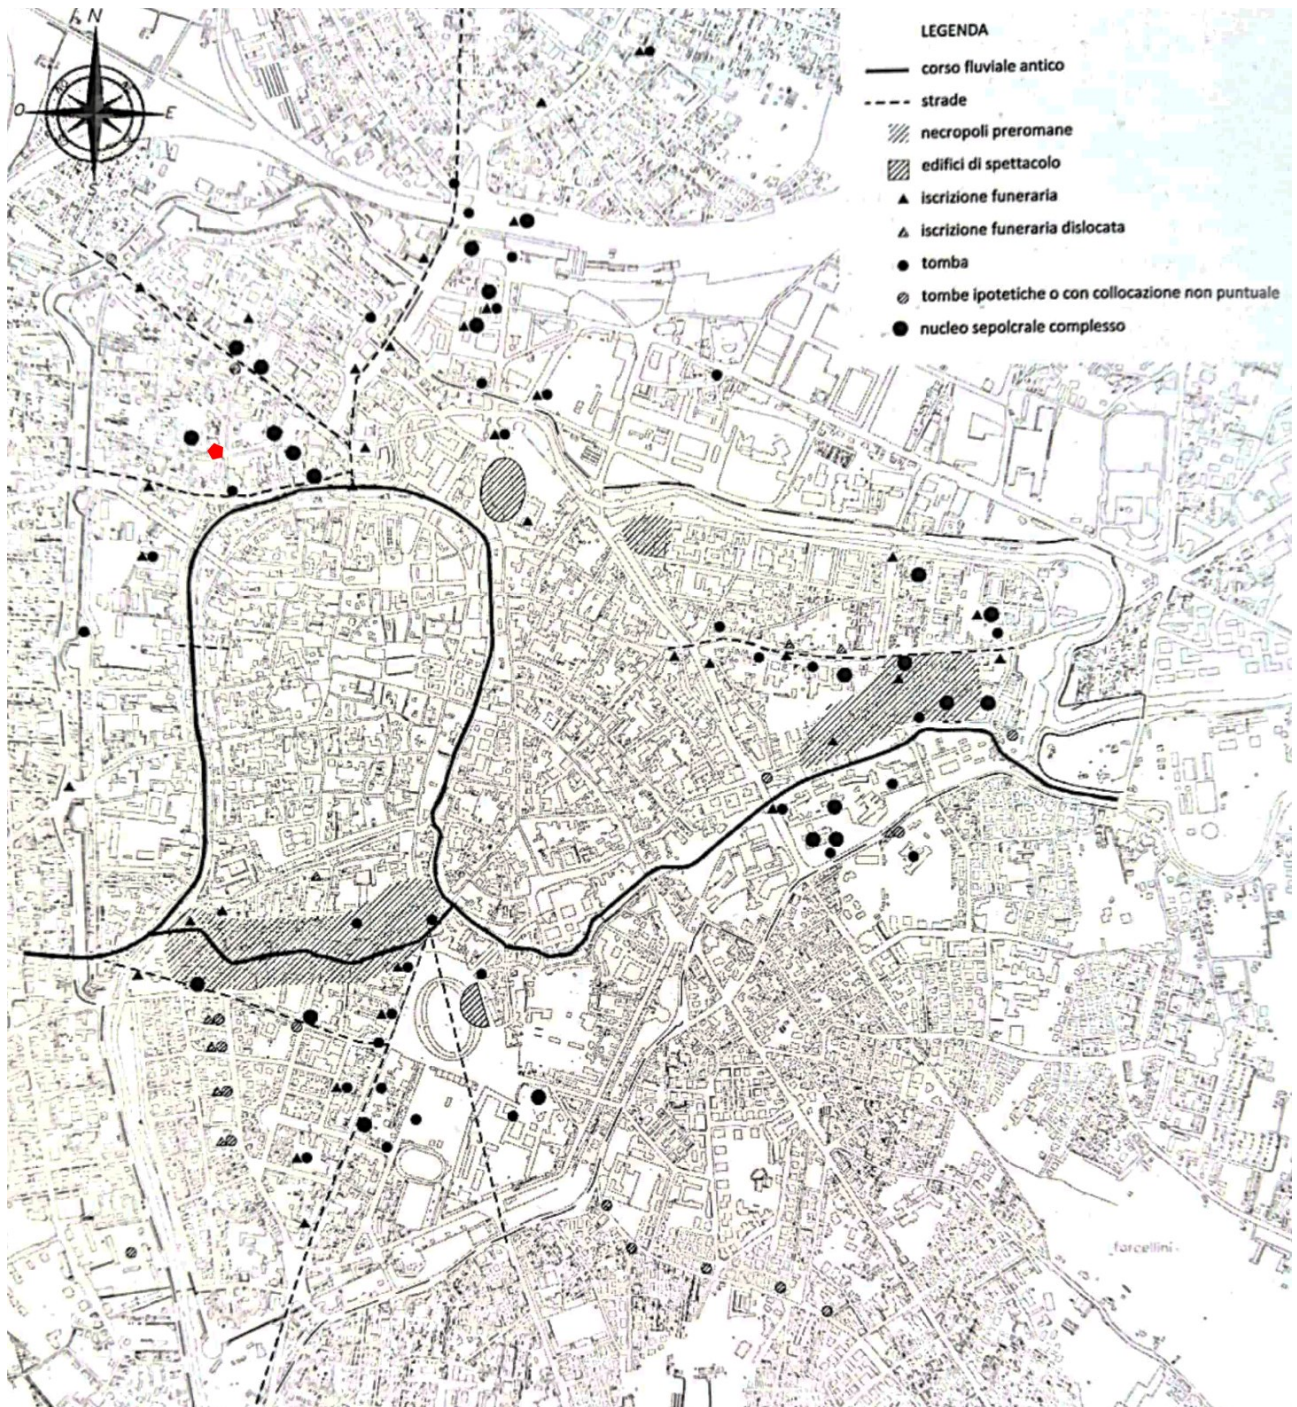 N
O
E
S
LEGENDA
corso fluviale antico
strade
necropoli preromane
edifici di spettacolo
iscrizione funeraria
iscrizione funeraria dislocata
tomba
tombe ipotetiche o con collocazione non puntuale
nucleo sepolcrale complesso
forcellini